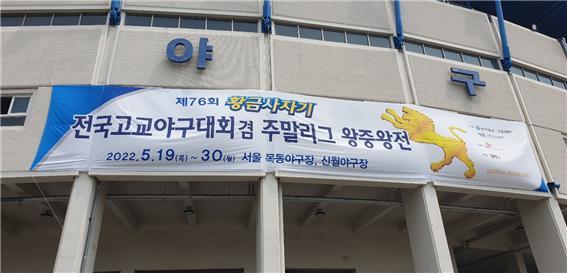 야 구
제76회 황금사자기
전국고교야구대회겸 주말리그 왕중왕전
2022. 5.19(목) ~ 30(월) 서울 목동야구장, 신월야구장